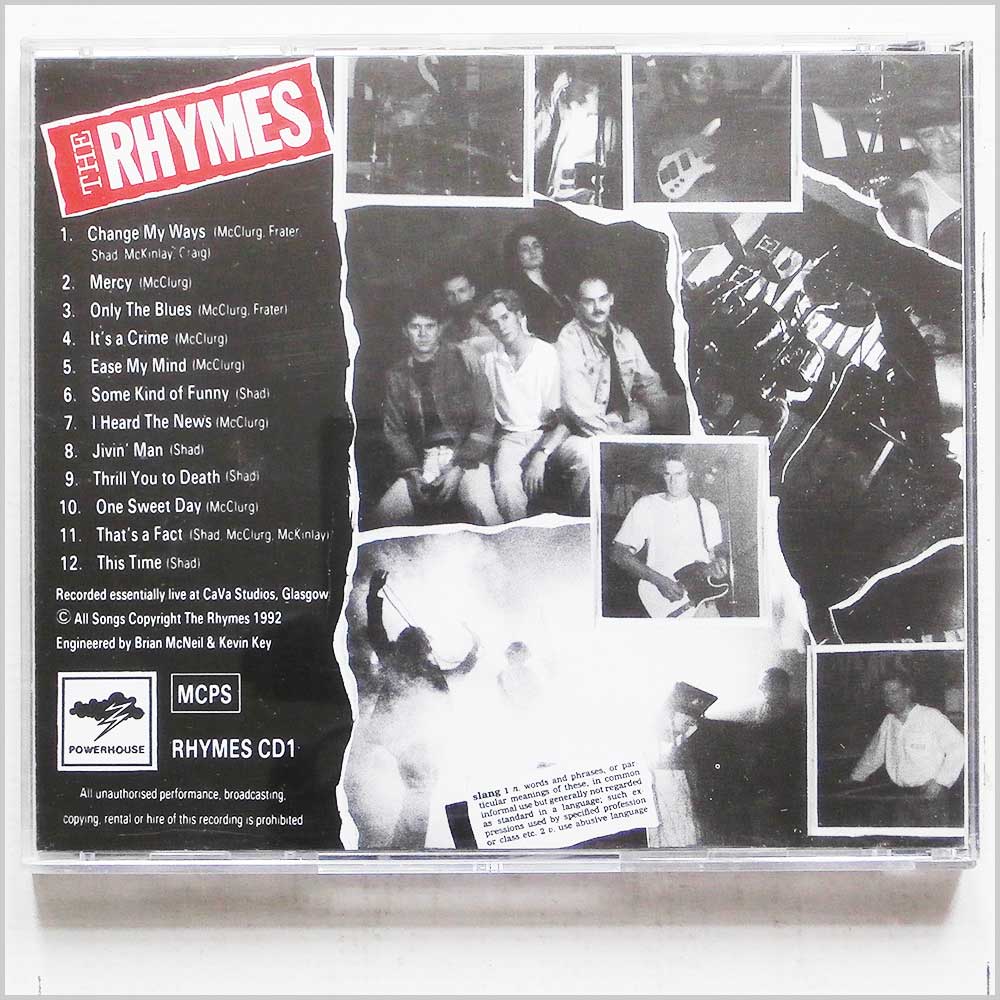 THE RHYMES
1. Change My Ways (McClurg, Frater,
Shad, McKinlay, Craig)
2. Mercy (McClurg)
3. Only The Blues (McClurg, Frater)
4. It's a Crime (McClurg)
5. Ease My Mind (McClurg)
6. Some Kind of Funny (Shad)
7. I Heard The News (McClurg)
8. Jivin' Man (Shad)
9. Thrill You to Death (Shad)
10. One Sweet Day (McClurg)
11. That's a Fact (Shad, McClurg, McKinlay)
12. This Time (Shad)
Recorded essentially live at CaVa Studios, Glasgow
© All Songs Copyright The Rhymes 1992
Engineered by Brian McNeil & Kevin Key
POWERHOUSE
MCPS
RHYMES CD1
All unauthorised performance, broadcasting,
copying, rental or hire of this recording is prohibited
slang 1 n. words and phrases, or par
ticular meanings of these, in common
informal use but generally not regarded
as standard in a language; such ex
pressions used by specified profession
or class etc. 2 v. use abusive language